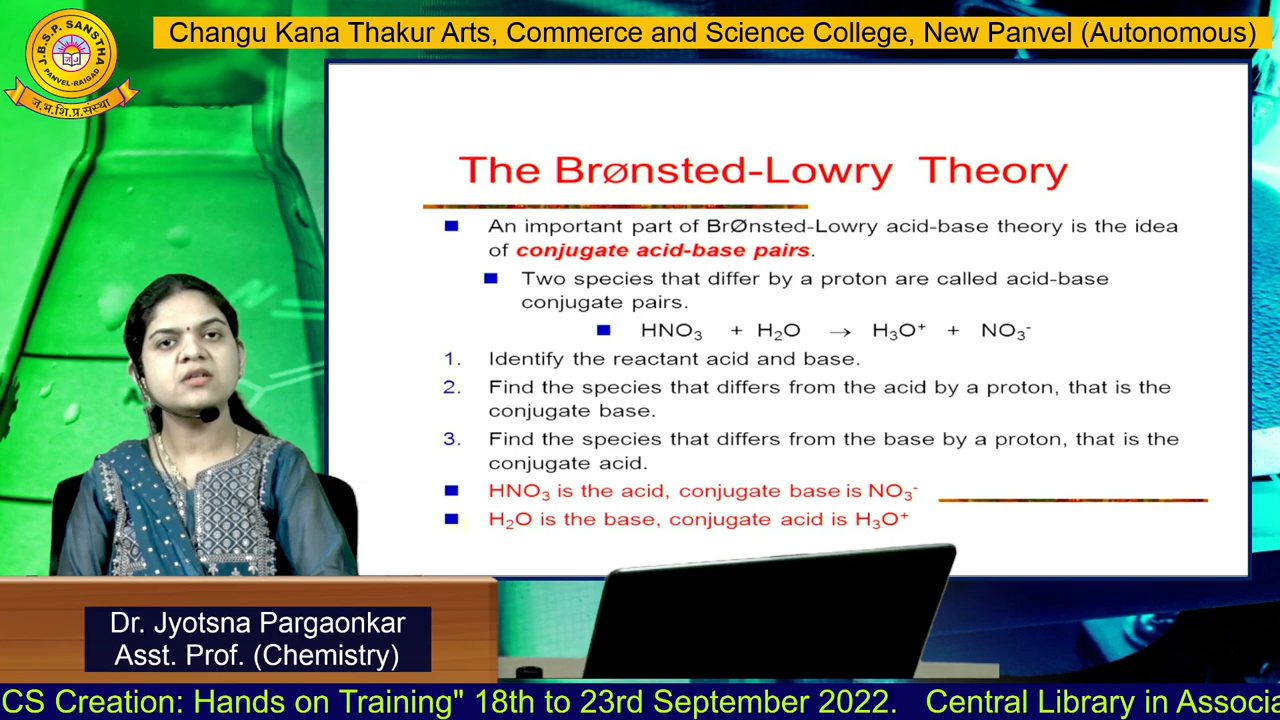 Changu Kana Thakur Arts, Commerce and Science College, New Panvel (Autonomous)
J.B.S.P. SANSTHA
PANVEL-RAIGAD
ज.भ.शि.प्र.संस्था
The Brønsted-Lowry Theory
An important part of BrØnsted-Lowry acid-base theory is the idea
of conjugate acid-base pairs.
Two species that differ by a proton are called acid-base
conjugate pairs.
HNO₃ + H₂O → H₃O⁺ + NO₃⁻
1. Identify the reactant acid and base.
2. Find the species that differs from the acid by a proton, that is the
conjugate base.
3. Find the species that differs from the base by a proton, that is the
conjugate acid.
HNO₃ is the acid, conjugate base is NO₃⁻
H₂O is the base, conjugate acid is H₃O⁺
Dr. Jyotsna Pargaonkar
Asst. Prof. (Chemistry)
CS Creation: Hands on Training" 18th to 23rd September 2022. Central Library in Associa